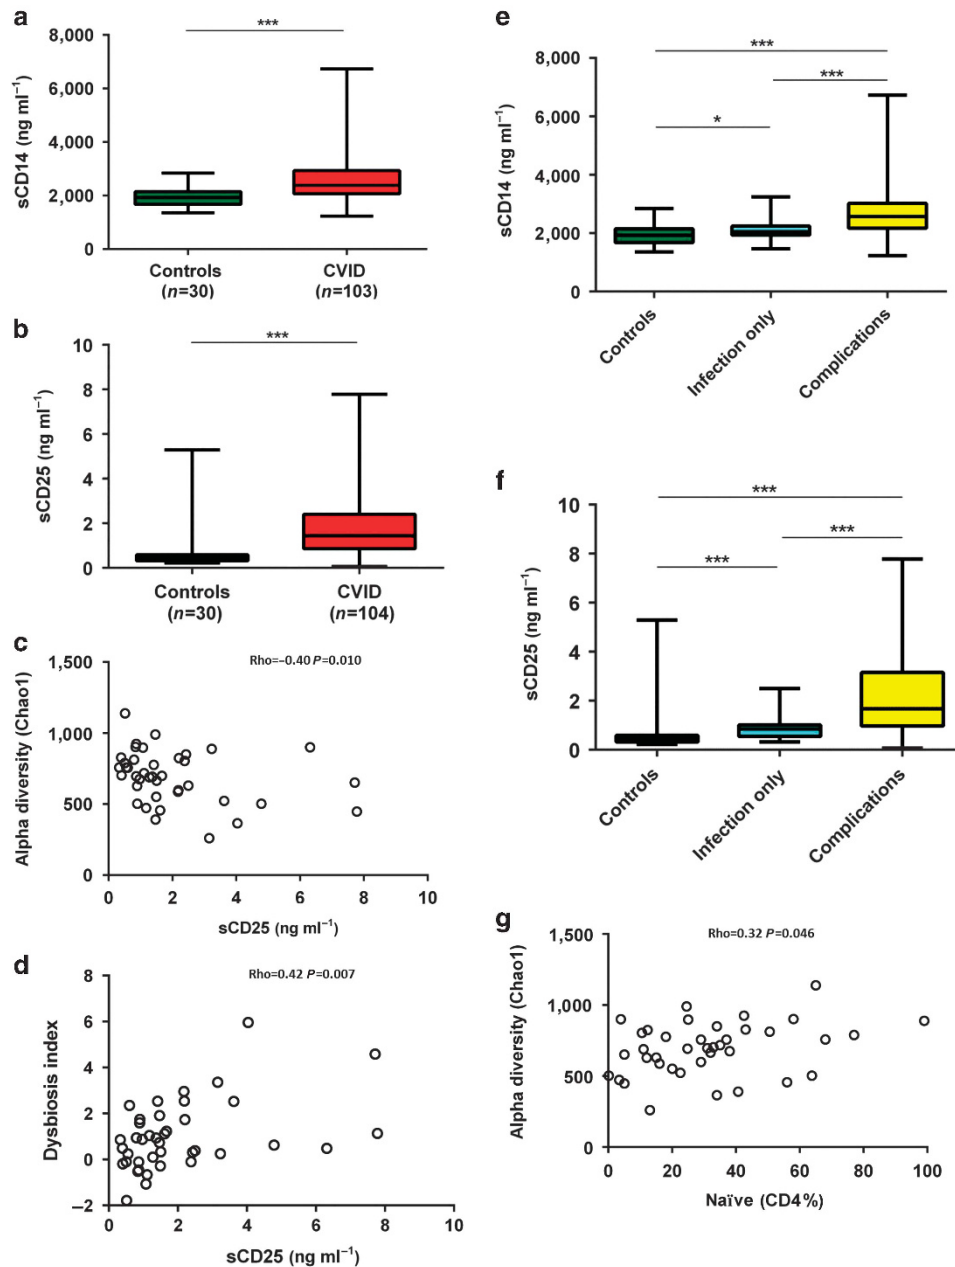 a
***
8,000
6,000
4,000
2,000
0
sCD14 (ng ml⁻¹)
Controls
(n=30)
CVID
(n=103)
b
***
10
8
6
4
2
0
sCD25 (ng ml⁻¹)
Controls
(n=30)
CVID
(n=104)
c
Rho=−0.40 P=0.010
1,500
1,000
500
0
Alpha diversity (Chao1)
0 2 4 6 8 10
sCD25 (ng ml⁻¹)
d
Rho=0.42 P=0.007
8
6
4
2
0
−2
Dysbiosis index
0 2 4 6 8 10
sCD25 (ng ml⁻¹)
e
***
***
*
8,000
6,000
4,000
2,000
0
sCD14 (ng ml⁻¹)
Controls
Infection only
Complications
f
***
***
***
10
8
6
4
2
0
sCD25 (ng ml⁻¹)
Controls
Infection only
Complications
g
Rho=0.32 P=0.046
1,500
1,000
500
0
Alpha diversity (Chao1)
0 20 40 60 80 100
Naïve (CD4%)